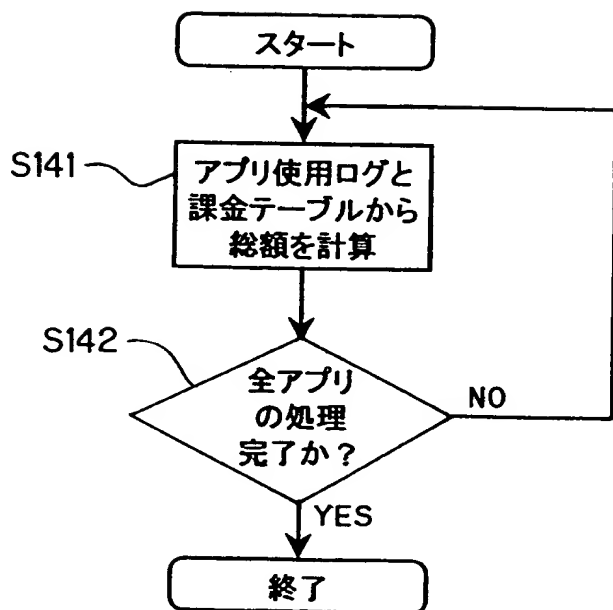 スタート
S141
アプリ使用ログと
課金テーブルから
総額を計算
S142
全アプリ
の処理
完了か?
NO
YES
終了